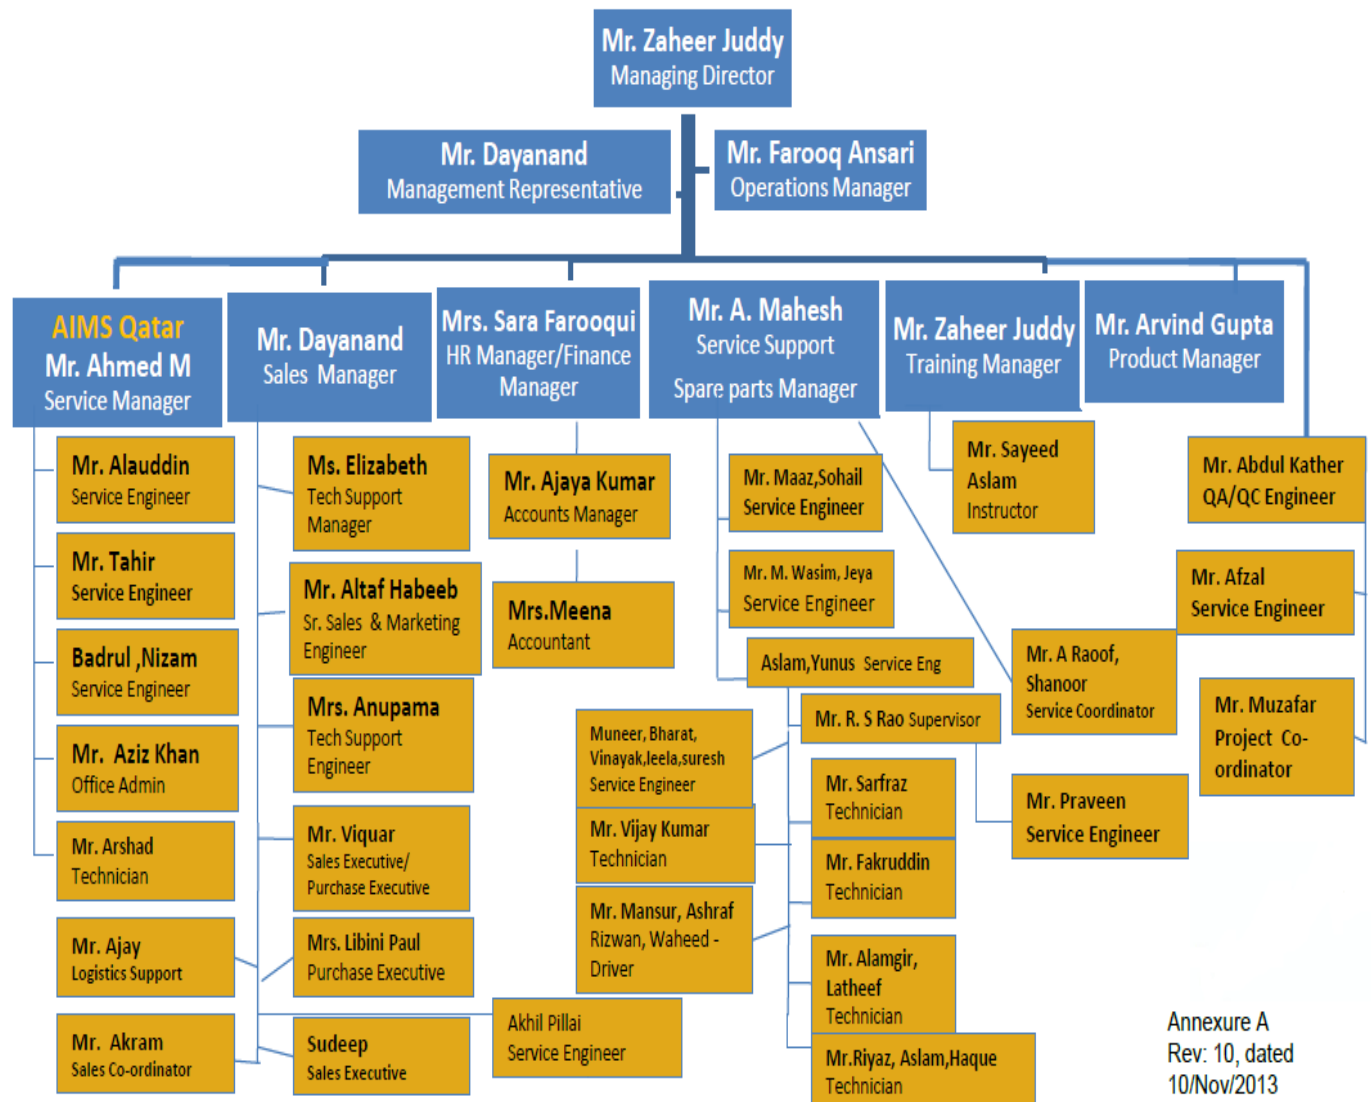 Mr. Zaheer Juddy
Managing Director
Mr. Dayanand
Management Representative
Mr. Farooq Ansari
Operations Manager
AIMS Qatar
Mr. Ahmed M
Service Manager
Mr. Dayanand
Sales Manager
Mrs. Sara Farooqui
HR Manager/Finance
Manager
Mr. A. Mahesh
Service Support
Spare parts Manager
Mr. Zaheer Juddy
Training Manager
Mr. Arvind Gupta
Product Manager
Mr. Alauddin
Service Engineer
Mr. Tahir
Service Engineer
Badrul ,Nizam
Service Engineer
Mr. Aziz Khan
Office Admin
Mr. Arshad
Technician
Mr. Ajay
Logistics Support
Mr. Akram
Sales Co-ordinator
Ms. Elizabeth
Tech Support
Manager
Mr. Altaf Habeeb
Sr. Sales & Marketing
Engineer
Mrs. Anupama
Tech Support
Engineer
Mr. Viquar
Sales Executive/
Purchase Executive
Mrs. Libini Paul
Purchase Executive
Sudeep
Sales Executive
Mr. Ajaya Kumar
Accounts Manager
Mrs.Meena
Accountant
Akhil Pillai
Service Engineer
Mr. Maaz,Sohail
Service Engineer
Mr. M. Wasim, Jeya
Service Engineer
Aslam,Yunus Service Eng
Mr. R. S Rao Supervisor
Muneer, Bharat,
Vinayak,leela,suresh
Service Engineer
Mr. Vijay Kumar
Technician
Mr. Mansur, Ashraf
Rizwan, Waheed -
Driver
Mr. Sarfraz
Technician
Mr. Fakruddin
Technician
Mr. Alamgir,
Latheef
Technician
Mr.Riyaz, Aslam,Haque
Technician
Mr. Sayeed
Aslam
Instructor
Mr. A Raoof,
Shanoor
Service Coordinator
Mr. Praveen
Service Engineer
Mr. Abdul Kather
QA/QC Engineer
Mr. Afzal
Service Engineer
Mr. Muzafar
Project Co-
ordinator
Annexure A
Rev: 10, dated
10/Nov/2013